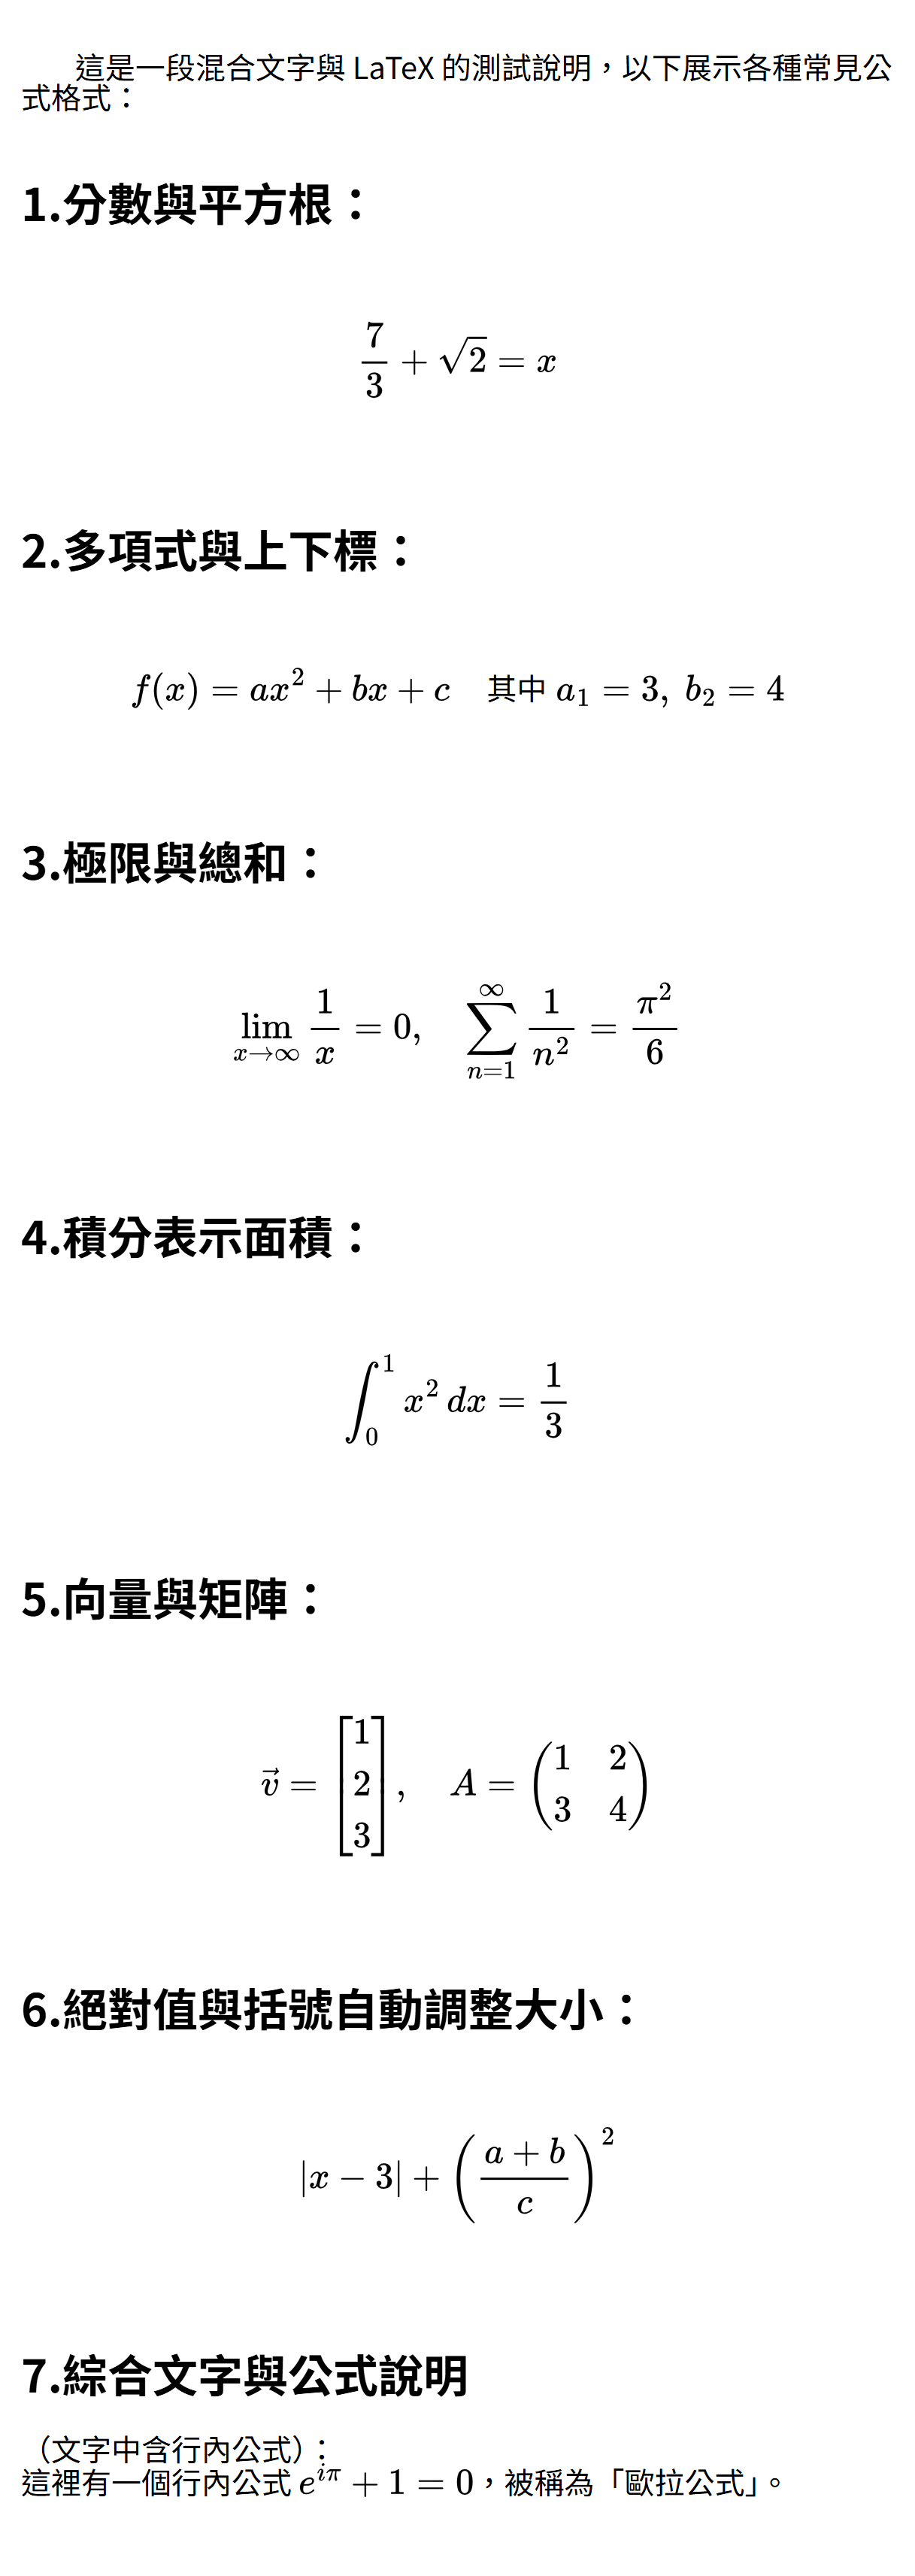 這是一段混合文字與 LaTeX 的測試說明，以下展示各種常見公
式格式：
1.分數與平方根：
\frac{7}{3} + \sqrt{2} = x
2.多項式與上下標：
f(x) = ax^2 + bx + c 其中 a_1 = 3, b_2 = 4
3.極限與總和：
\lim_{x \to \infty} \frac{1}{x} = 0, \sum_{n=1}^{\infty} \frac{1}{n^2} = \frac{\pi^2}{6}
4.積分表示面積：
\int_0^1 x^2 \, dx = \frac{1}{3}
5.向量與矩陣：
\vec{v} = \begin{bmatrix} 1 \\ 2 \\ 3 \end{bmatrix}, A = \begin{pmatrix} 1 & 2 \\ 3 & 4 \end{pmatrix}
6.絕對值與括號自動調整大小：
|x - 3| + \left( \frac{a + b}{c} \right)^2
7.綜合文字與公式說明
（文字中含行內公式）：
這裡有一個行內公式 e^{i\pi} + 1 = 0，被稱為「歐拉公式」。